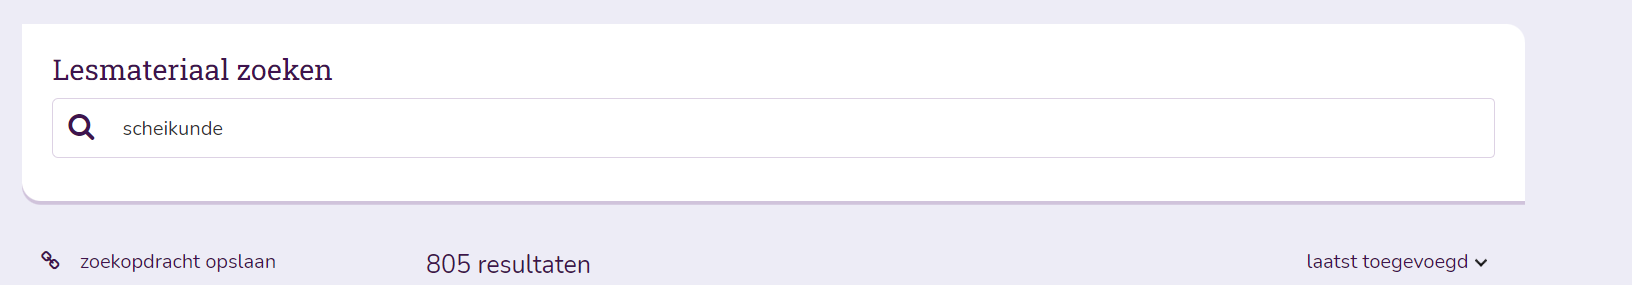 Lesmateriaal zoeken
scheikunde
zoekopdracht opslaan
805 resultaten
laatst toegevoegd